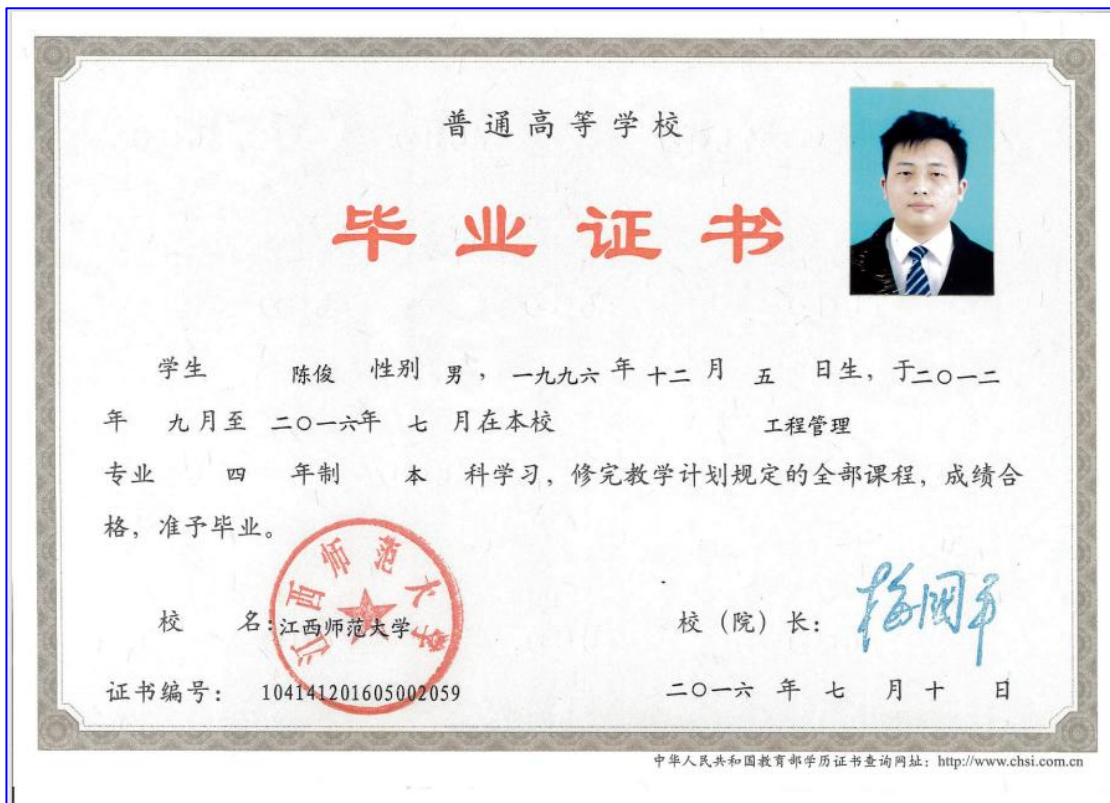 普通高等学校
毕业证书
学生 陈俊 性别 男，一九九六 年 十二 月 五 日生，于二〇一二
年 九月至 二〇一六年 七 月在本校 工程管理
专业 四 年制 本 科学习，修完教学计划规定的全部课程，成绩合
格，准予毕业。
江西师范大学
校 名：江西师范大学 校（院）长： 梅国平
证书编号： 104141201605002059 二〇一六 年 七 月 十 日
中华人民共和国教育部学历证书查询网址：http://www.chsi.com.cn